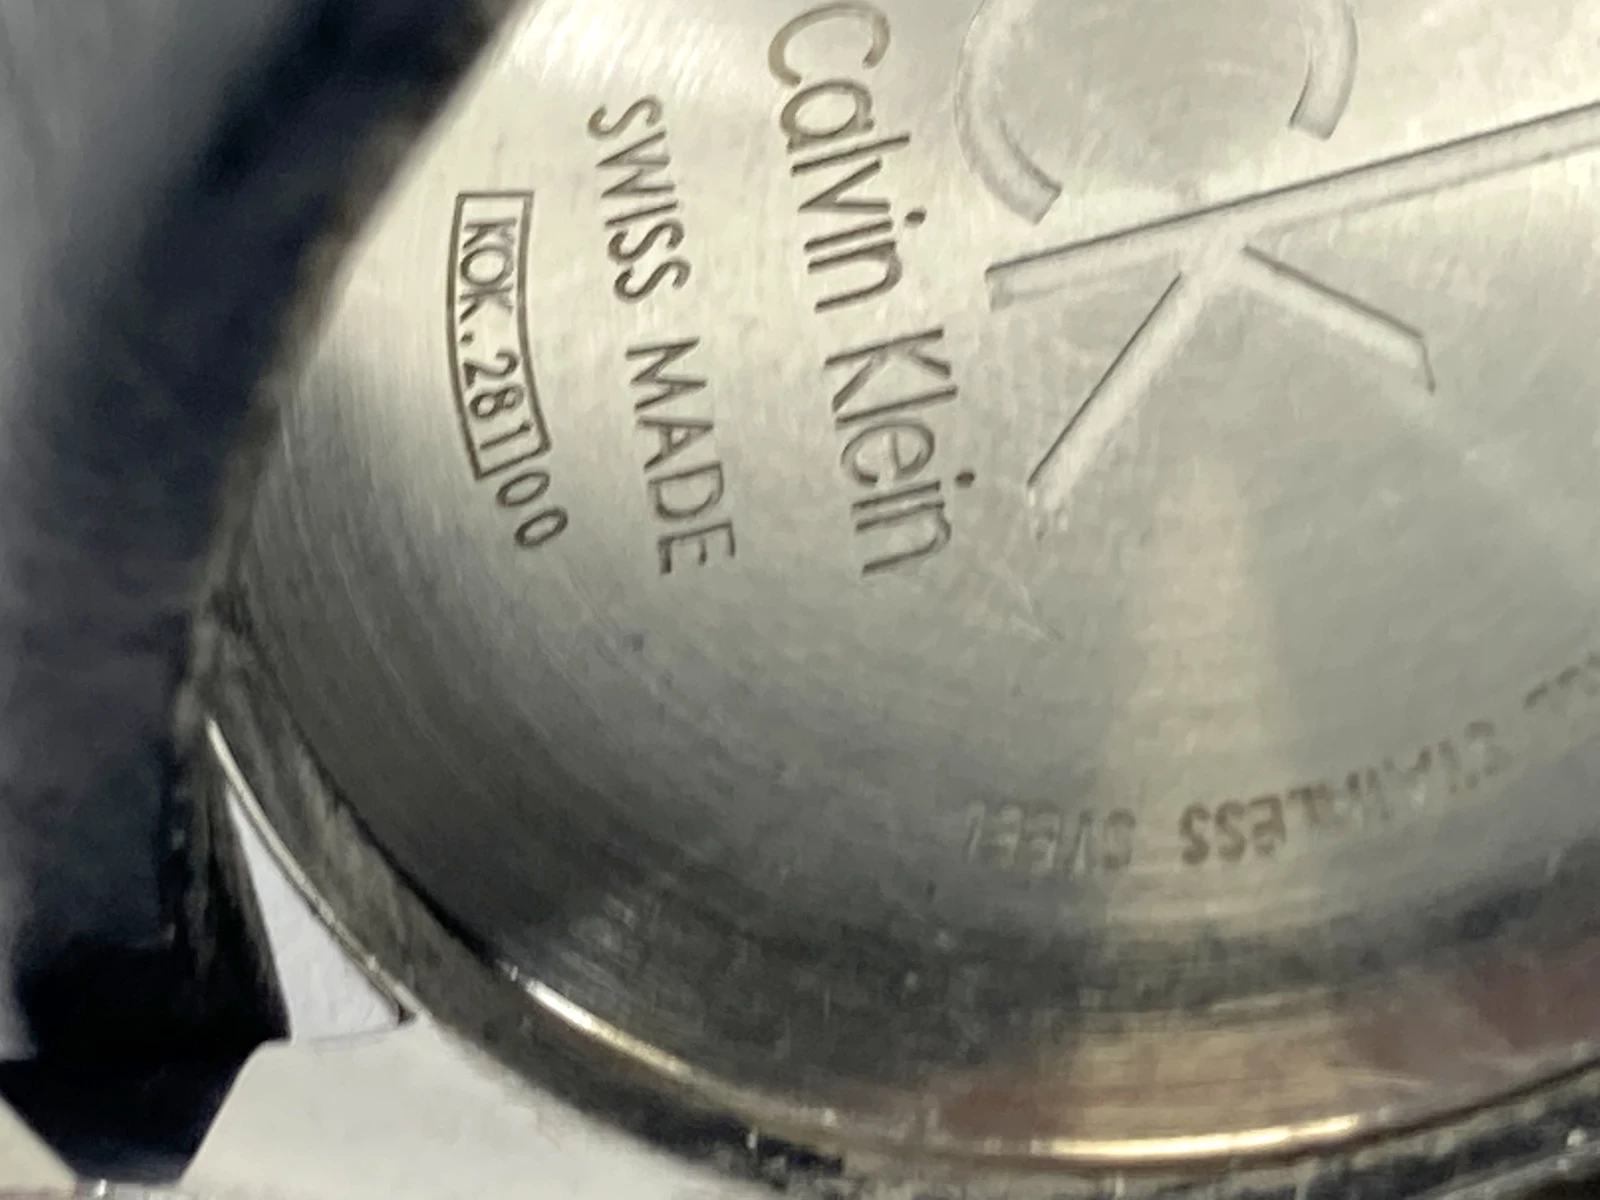 cK
Calvin Klein
SWISS MADE
KOK.28100
STAINLESS STEEL